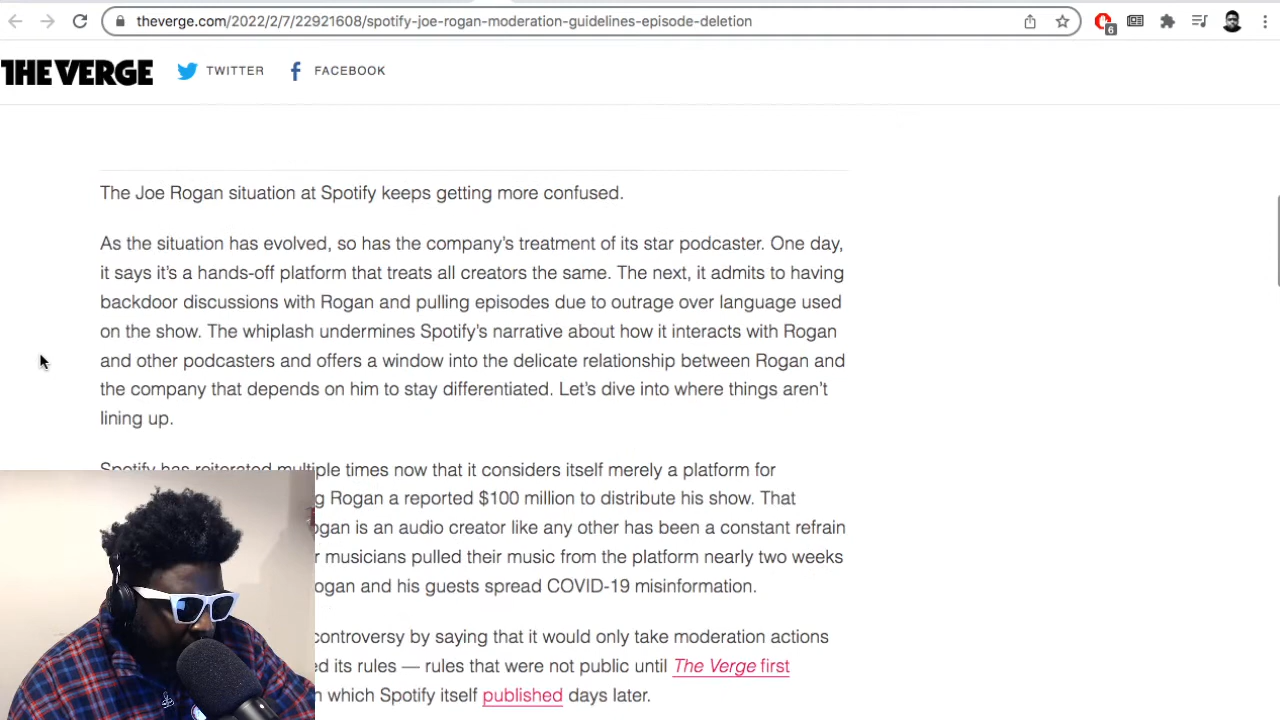 theverge.com/2022/2/7/22921608/spotify-joe-rogan-moderation-guidelines-episode-deletion
6
THE VERGE
TWITTER
FACEBOOK
The Joe Rogan situation at Spotify keeps getting more confused.
As the situation has evolved, so has the company's treatment of its star podcaster. One day,
it says it's a hands-off platform that treats all creators the same. The next, it admits to having
backdoor discussions with Rogan and pulling episodes due to outrage over language used
on the show. The whiplash undermines Spotify's narrative about how it interacts with Rogan
and other podcasters and offers a window into the delicate relationship between Rogan and
the company that depends on him to stay differentiated. Let's dive into where things aren't
lining up.
Spotify has reiterated multiple times now that it considers itself merely a platform for
Rogan a reported $100 million to distribute his show. That
is an audio creator like any other has been a constant refrain
musicians pulled their music from the platform nearly two weeks
and his guests spread COVID-19 misinformation.
controversy by saying that it would only take moderation actions
its rules — rules that were not public until The Verge first
which Spotify itself published days later.